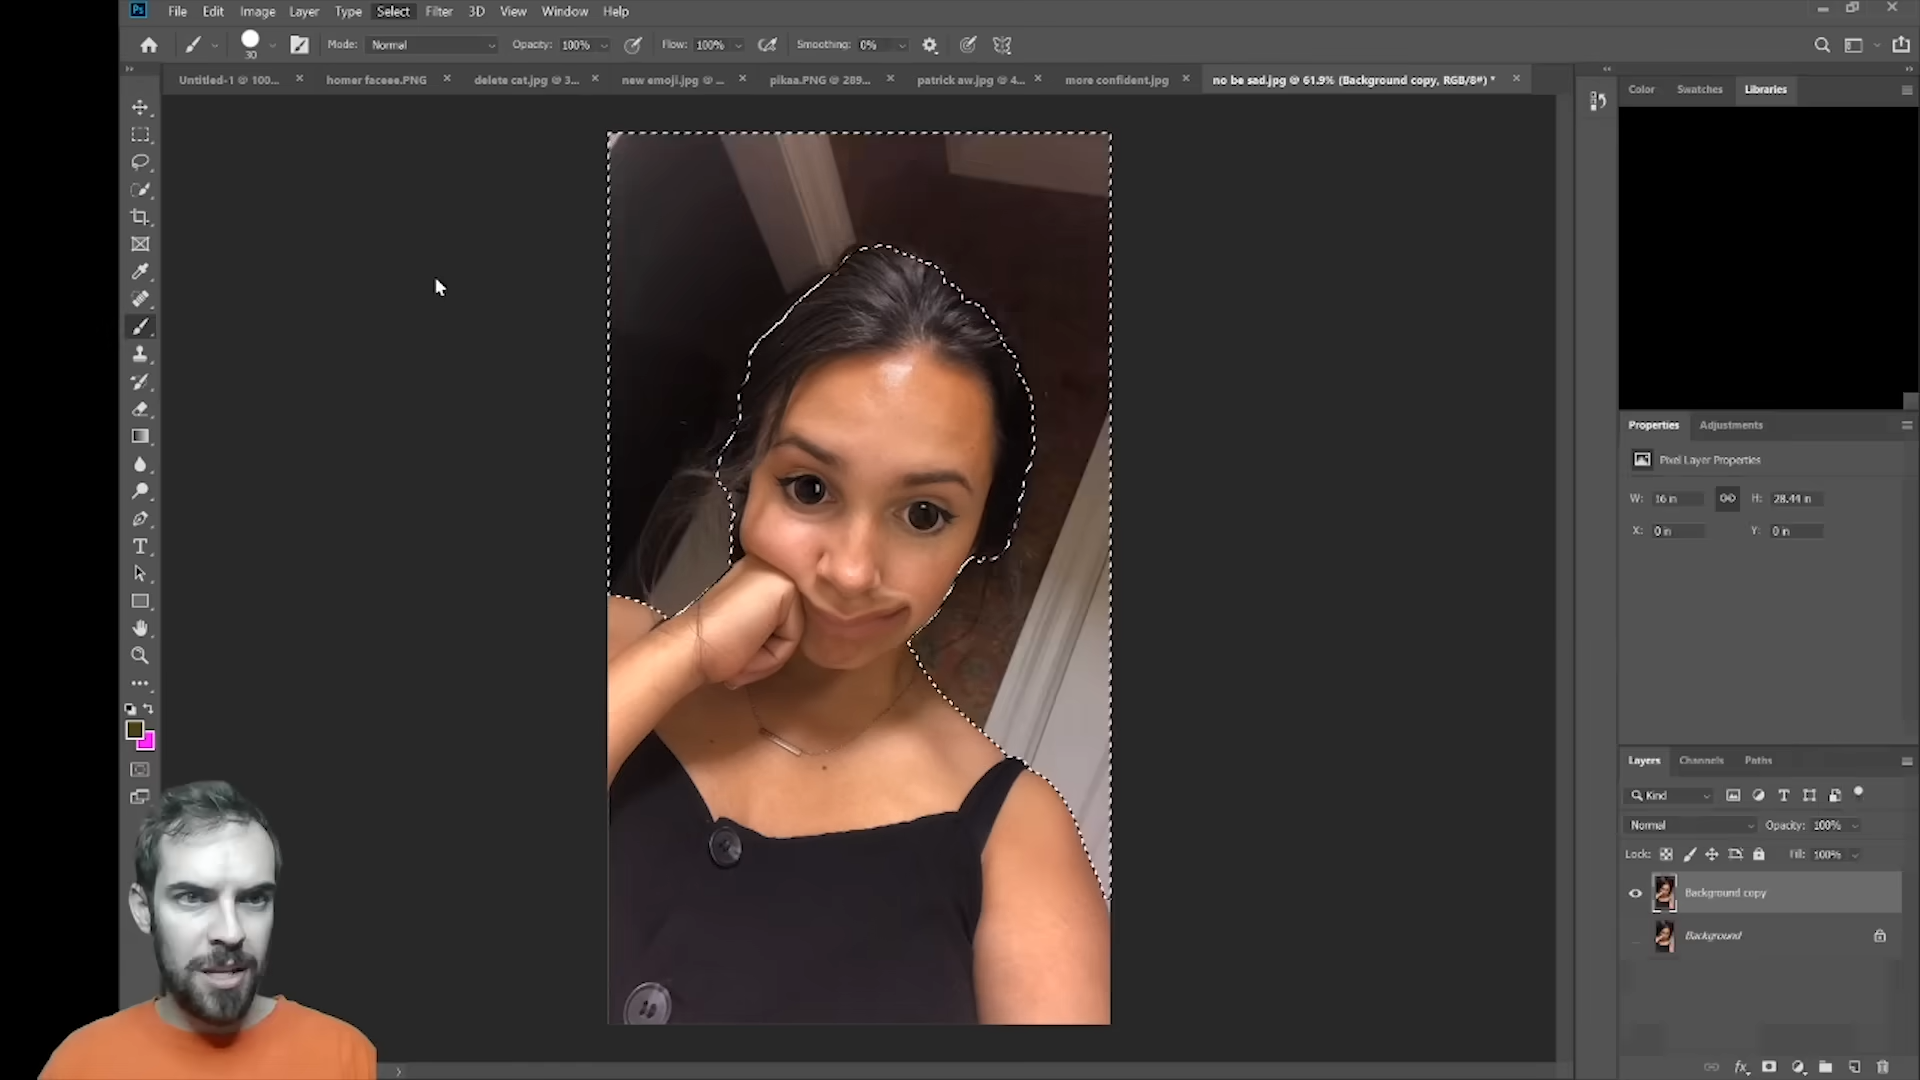 Ps File Edit Image Layer Type Select Filter 3D View Window Help
30 Mode: Normal Opacity: 100% Flow: 100% Smoothing: 0%
Untitled-1 @ 100... homer faceee.PNG delete cat.jpg @ 3... new emoji.jpg @ ... pikaa.PNG @ 289... patrick aw.jpg @ 4... more confident.jpg no be sad.jpg @ 61.9% (Background copy, RGB/8#) *
Color Swatches Libraries
Properties Adjustments
Pixel Layer Properties
W: 16 in H: 28.44 in
X: 0 in Y: 0 in
Layers Channels Paths
Kind
Normal Opacity: 100%
Lock: Fill: 100%
Background copy
Background
fx